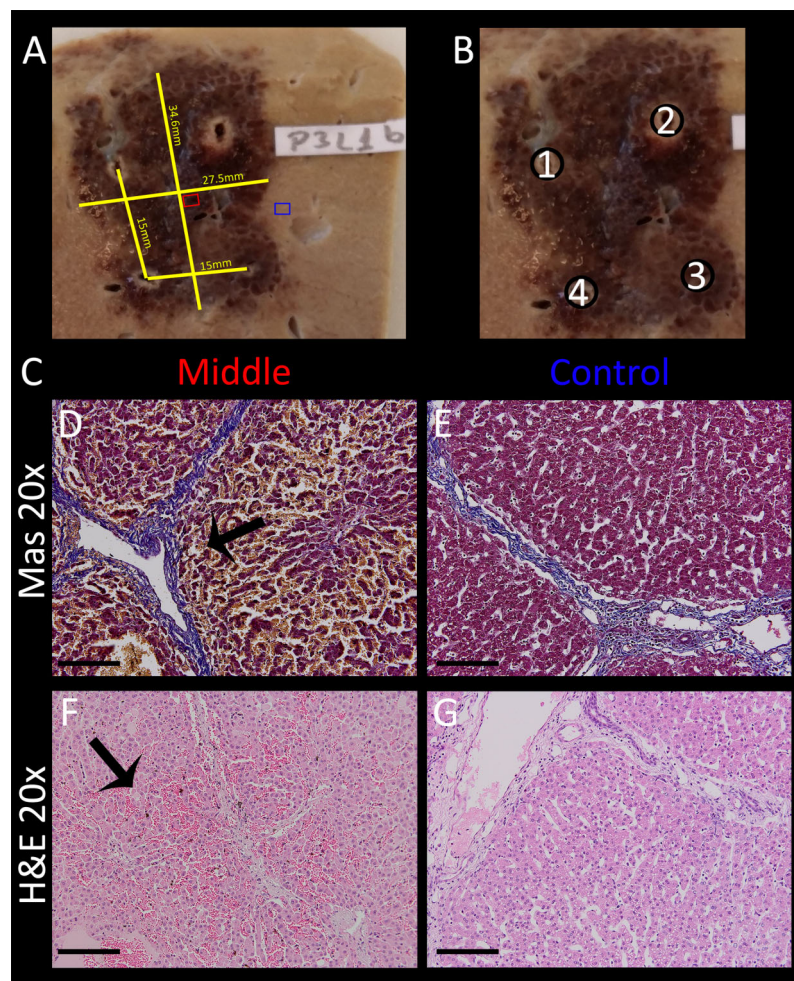 A
34.6mm
P3L1b
27.5mm
15mm
15mm
B
1
2
3
4
C
Middle
Control
Mas 20x
D
E
H&E 20x
F
G